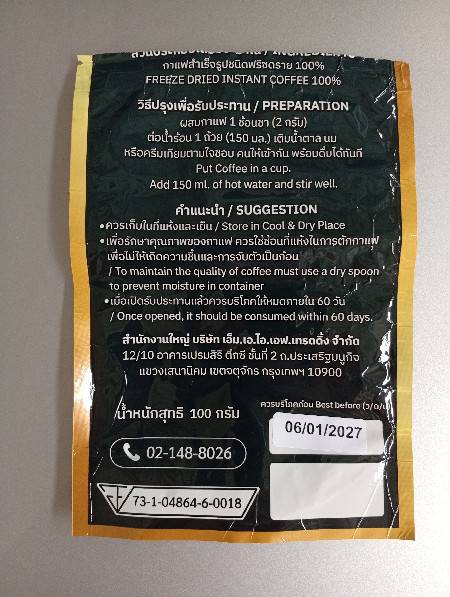 กาแฟสำเร็จรูปชนิดฟรีซดราย 100%
FREEZE DRIED INSTANT COFFEE 100%
วิธีปรุงเพื่อรับประทาน / PREPARATION
ผสมกาแฟ 1 ช้อนชา (2 กรัม)
ต่อน้ำร้อน 1 ถ้วย (150 มล.) เติมน้ำตาล นม
หรือครีมเทียมตามใจชอบ คนให้เข้ากัน พร้อมดื่มได้ทันที
Put Coffee in a cup.
Add 150 ml. of hot water and stir well.
คำแนะนำ / SUGGESTION
•ควรเก็บในที่แห้งและเย็น / Store in Cool & Dry Place
•เพื่อรักษาคุณภาพของกาแฟ ควรใช้ช้อนที่แห้งในการตักกาแฟ
เพื่อไม่ให้เกิดความชื้นและการจับตัวเป็นก้อน
/ To maintain the quality of coffee must use a dry spoon
to prevent moisture in container
•เมื่อเปิดรับประทานแล้วควรบริโภคให้หมดภายใน 60 วัน
/ Once opened, it should be consumed within 60 days.
สำนักงานใหญ่ บริษัท เอ็ม.เอ.ไอ.เอฟ.เทรดดิ้ง จำกัด
12/10 อาคารเปรมสิริ ตึกซี ชั้นที่ 2 ถ.ประเสริฐมนูกิจ
แขวงเสนานิคม เขตจตุจักร กรุงเทพฯ 10900
น้ำหนักสุทธิ 100 กรัม
ควรบริโภคก่อน Best before (ว/ด/ป)
06/01/2027
02-148-8026
73-1-04864-6-0018